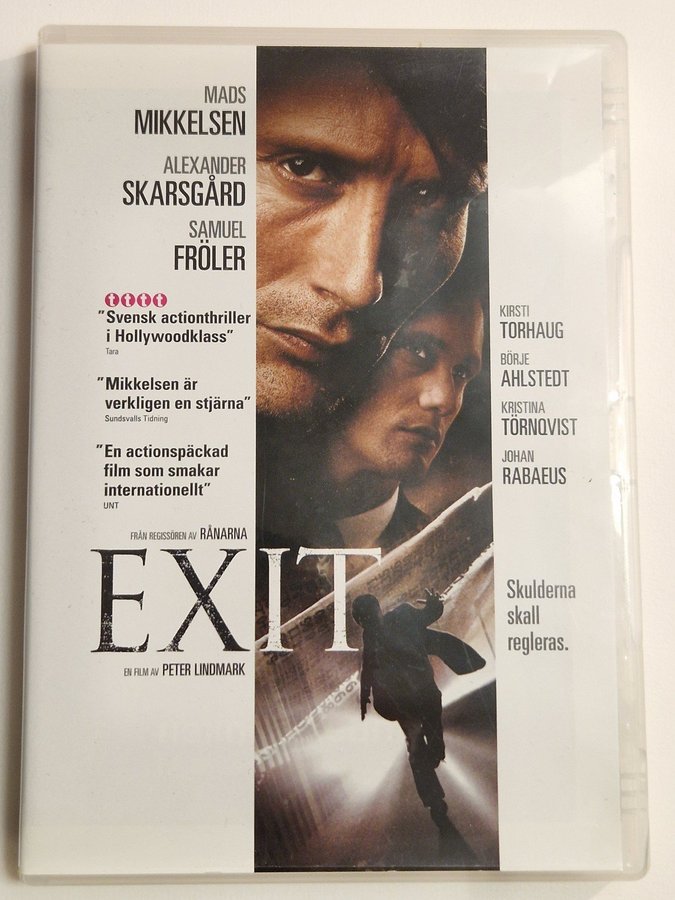 MADS
MIKKELSEN
ALEXANDER
SKARSGÅRD
SAMUEL
FRÖLER
tttt
”Svensk actionthriller
i Hollywoodklass”
Tara
”Mikkelsen är
verkligen en stjärna”
Sundsvalls Tidning
”En actionspäckad
film som smakar
internationellt”
UNT
KIRSTI
TORHAUG
BÖRJE
AHLSTEDT
KRISTINA
TÖRNQVIST
JOHAN
RABAEUS
FRÅN REGISSÖREN AV RÅNARNA
EXIT
EN FILM AV PETER LINDMARK
Skulderna
skall
regleras.